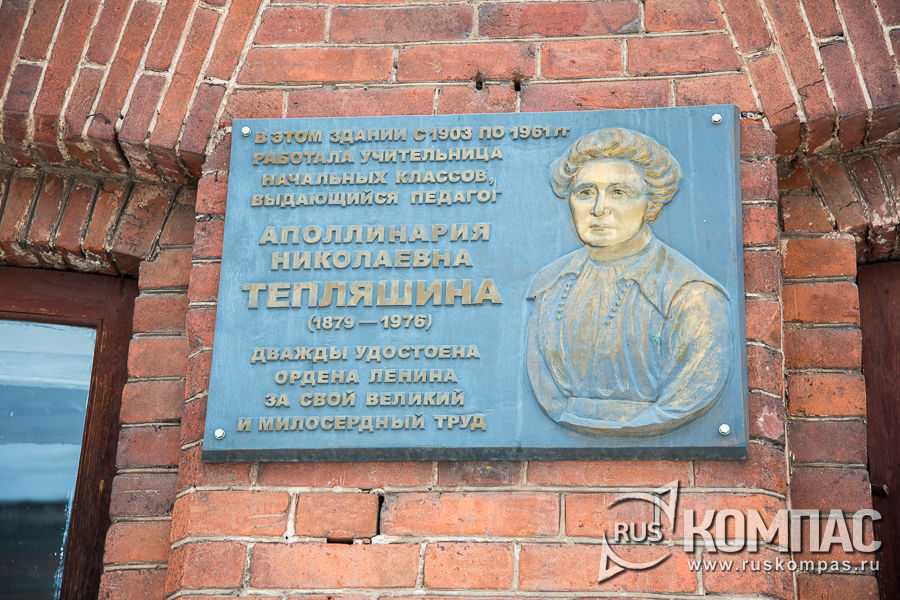 В ЭТОМ ЗДАНИИ С 1903 ПО 1961 гг
РАБОТАЛА УЧИТЕЛЬНИЦА
НАЧАЛЬНЫХ КЛАССОВ,
ВЫДАЮЩИЙСЯ ПЕДАГОГ
АПОЛЛИНАРИЯ
НИКОЛАЕВНА
ТЕПЛЯШИНА
(1879 — 1976)
ДВАЖДЫ УДОСТОЕНА
ОРДЕНА ЛЕНИНА
ЗА СВОЙ ВЕЛИКИЙ
И МИЛОСЕРДНЫЙ ТРУД
RUS КОМПАС
www.ruskompas.ru